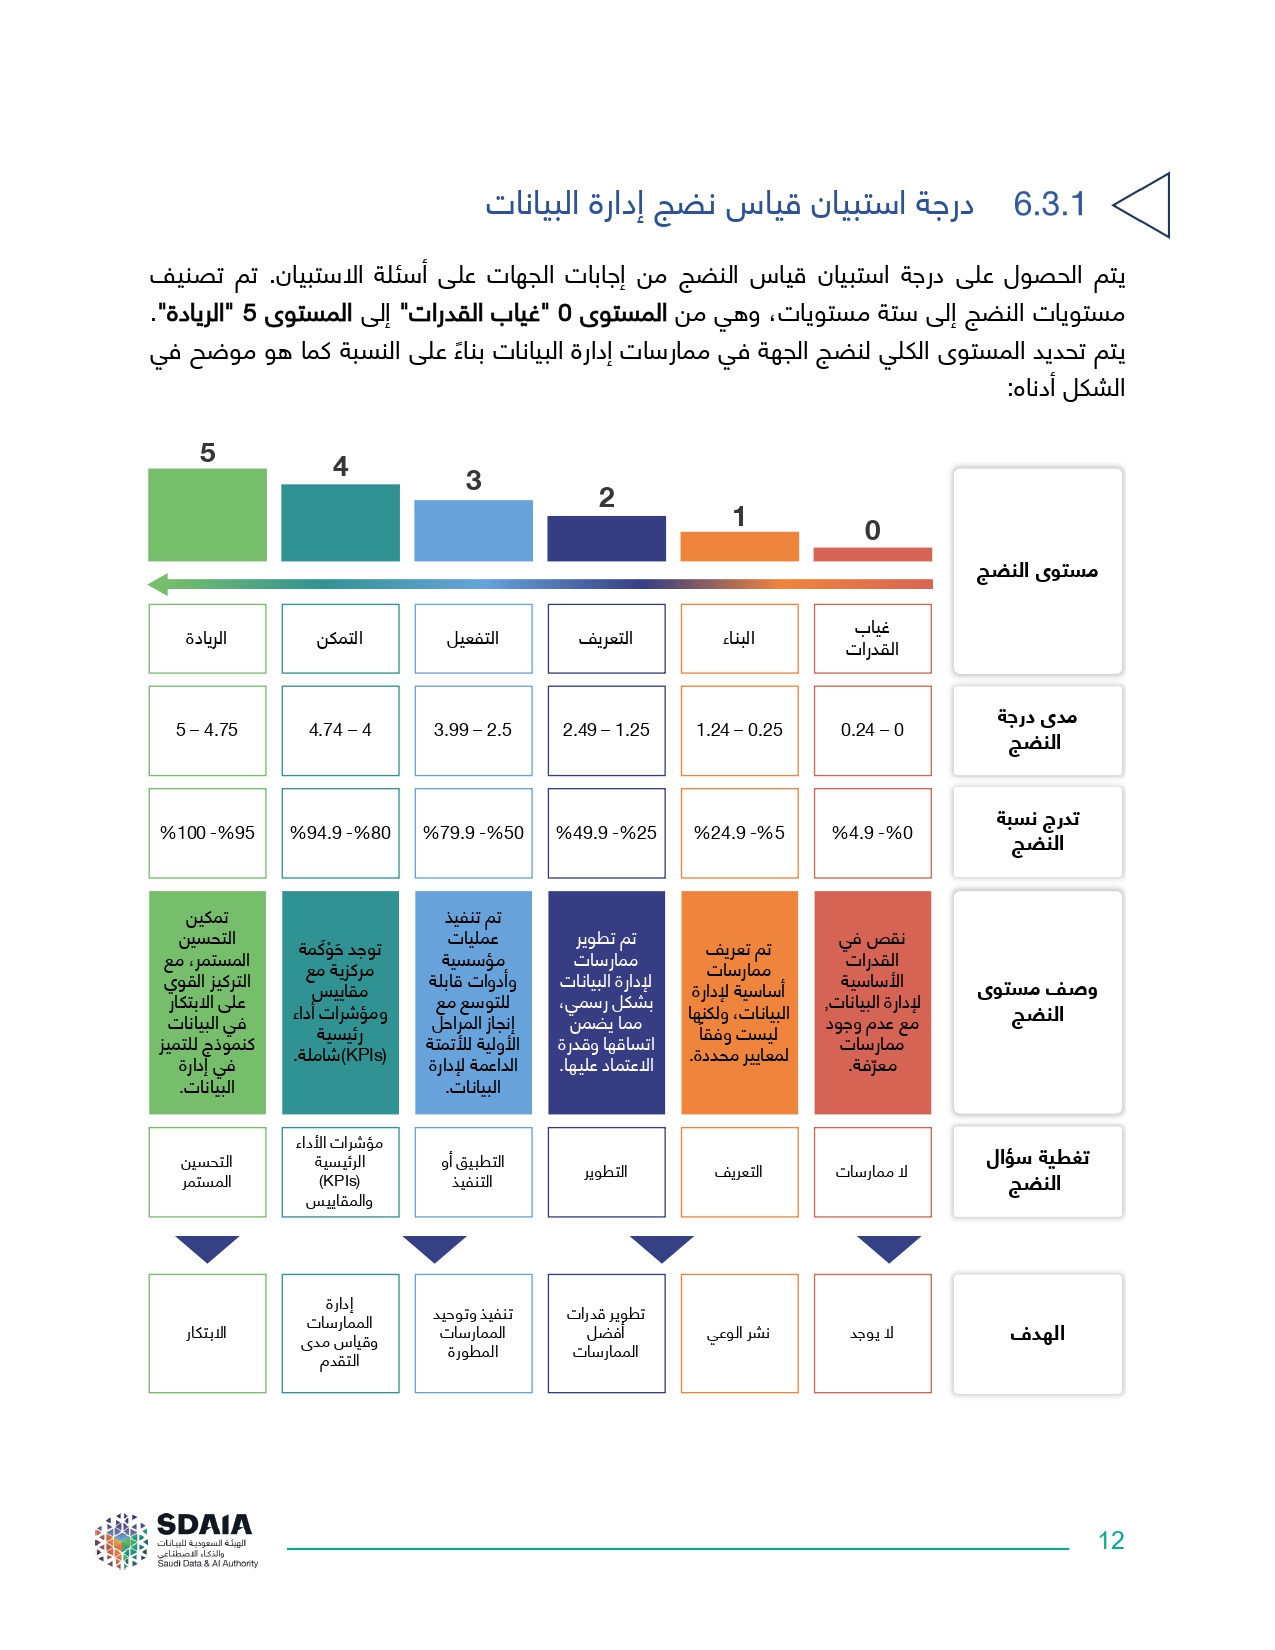 6.3.1 درجة استبيان قياس نضج إدارة البيانات
يتم الحصول على درجة استبيان قياس النضج من إجابات الجهات على أسئلة الاستبيان. تم تصنيف
مستويات النضج إلى ستة مستويات، وهي من المستوى 0 "غياب القدرات" إلى المستوى 5 "الريادة".
يتم تحديد المستوى الكلي لنضج الجهة في ممارسات إدارة البيانات بناءً على النسبة كما هو موضح في
الشكل أدناه:
مستوى النضج
0
1
2
3
4
5
غياب
القدرات
البناء
التعريف
التفعيل
التمكن
الريادة
مدى درجة
النضج
0 – 0.24
0.25 – 1.24
1.25 – 2.49
2.5 – 3.99
4 – 4.74
4.75 – 5
تدرج نسبة
النضج
%0- %4.9
%5- %24.9
%25- %49.9
%50- %79.9
%80- %94.9
%95- %100
وصف مستوى
النضج
نقص في
القدرات
الأساسية
لإدارة البيانات,
مع عدم وجود
ممارسات
معرّفة.
تم تعريف
ممارسات
أساسية لإدارة
البيانات، ولكنها
ليست وفقاً
لمعايير محددة.
تم تطوير
ممارسات
لإدارة البيانات
بشكل رسمي،
مما يضمن
اتساقها وقدرة
الاعتماد عليها.
تم تنفيذ
عمليات
مؤسسية
وأدوات قابلة
للتوسع مع
إنجاز المراحل
الأولية للأتمتة
الداعمة لإدارة
البيانات.
توجد حَوْكَمة
مركزية مع
مقاييس
ومؤشرات أداء
رئيسية
(KPIs)شاملة.
تمكين
التحسين
المستمر، مع
التركيز القوي
على الابتكار
في البيانات
كنموذج للتميز
في إدارة
البيانات.
تغطية سؤال
النضج
لا ممارسات
التعريف
التطوير
التطبيق أو
التنفيذ
مؤشرات الأداء
الرئيسية
(KPIs)
والمقاييس
التحسين
المستمر
الهدف
لا يوجد
نشر الوعي
تطوير قدرات
أفضل
الممارسات
تنفيذ وتوحيد
الممارسات
المطورة
إدارة
الممارسات
وقياس مدى
التقدم
الابتكار
12
SDAIA
الهيئة السعودية للبيانات
والذكاء الاصطناعي
Saudi Data & AI Authority